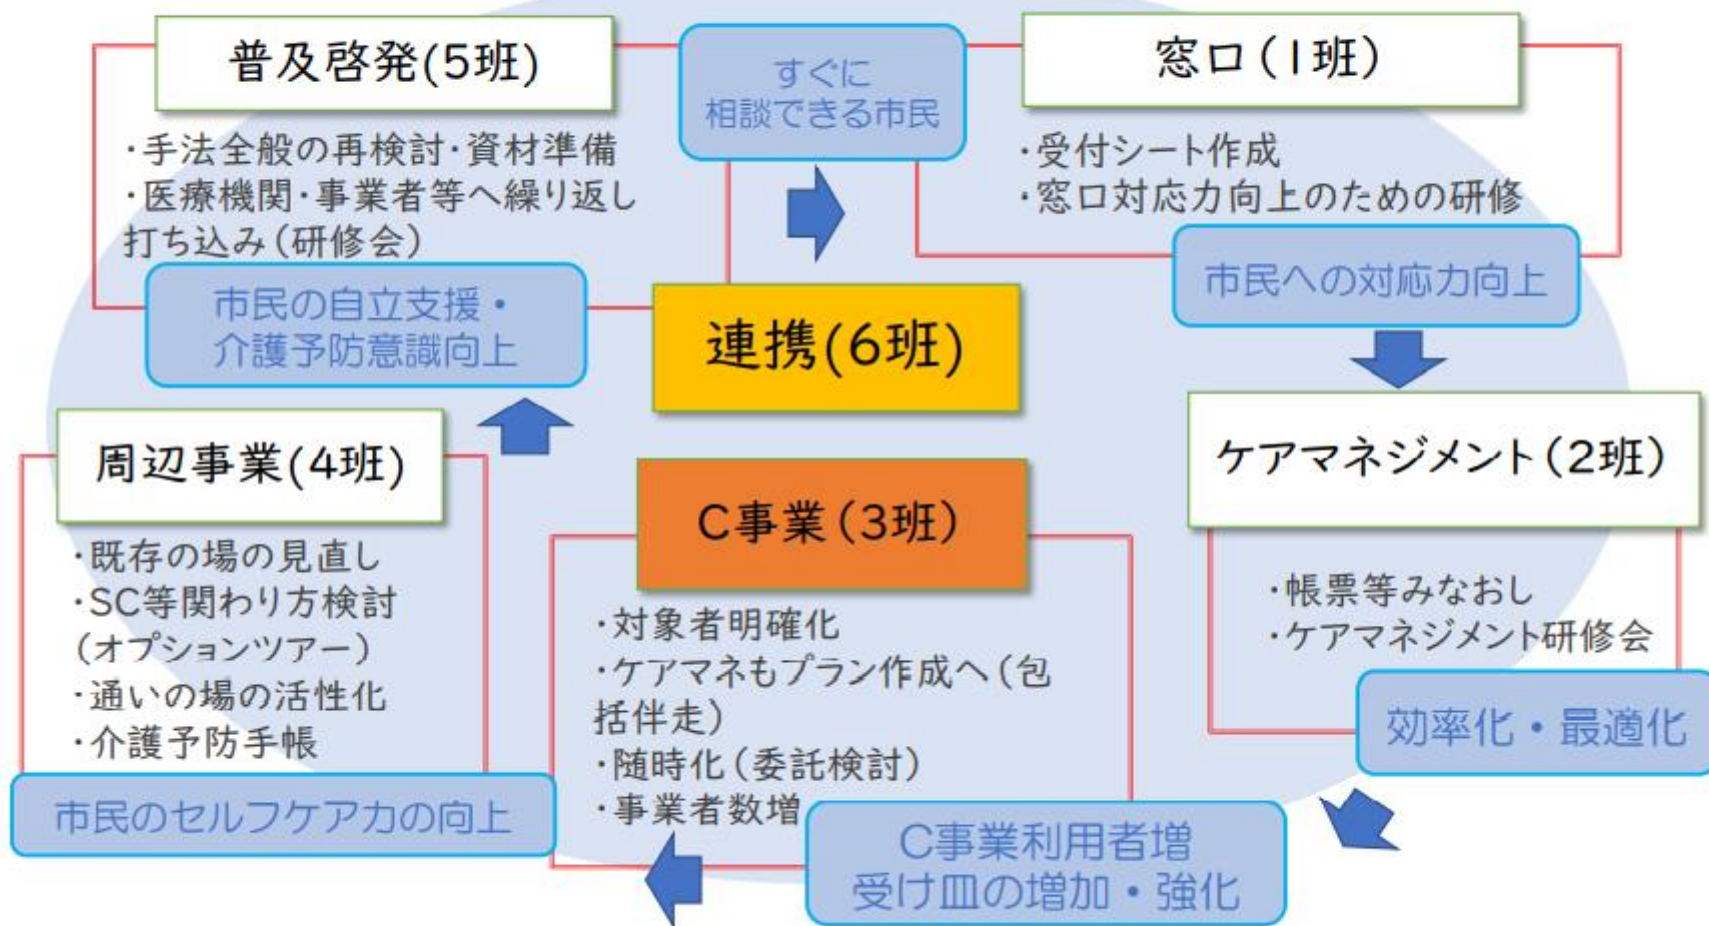 普及啓発(5班)
・手法全般の再検討・資材準備
・医療機関・事業者等へ繰り返し
打ち込み(研修会)
市民の自立支援・
介護予防意識向上
すぐに
相談できる市民
窓口(1班)
・受付シート作成
・窓口対応力向上のための研修
市民への対応力向上
連携(6班)
周辺事業(4班)
・既存の場の見直し
・SC等関わり方検討
(オプションツアー)
・通いの場の活性化
・介護予防手帳
市民のセルフケア力の向上
C事業(3班)
・対象者明確化
・ケアマネもプラン作成へ(包
括伴走)
・随時化(委託検討)
・事業者数増
C事業利用者増
受け皿の増加・強化
ケアマネジメント(2班)
・帳票等みなおし
・ケアマネジメント研修会
効率化・最適化